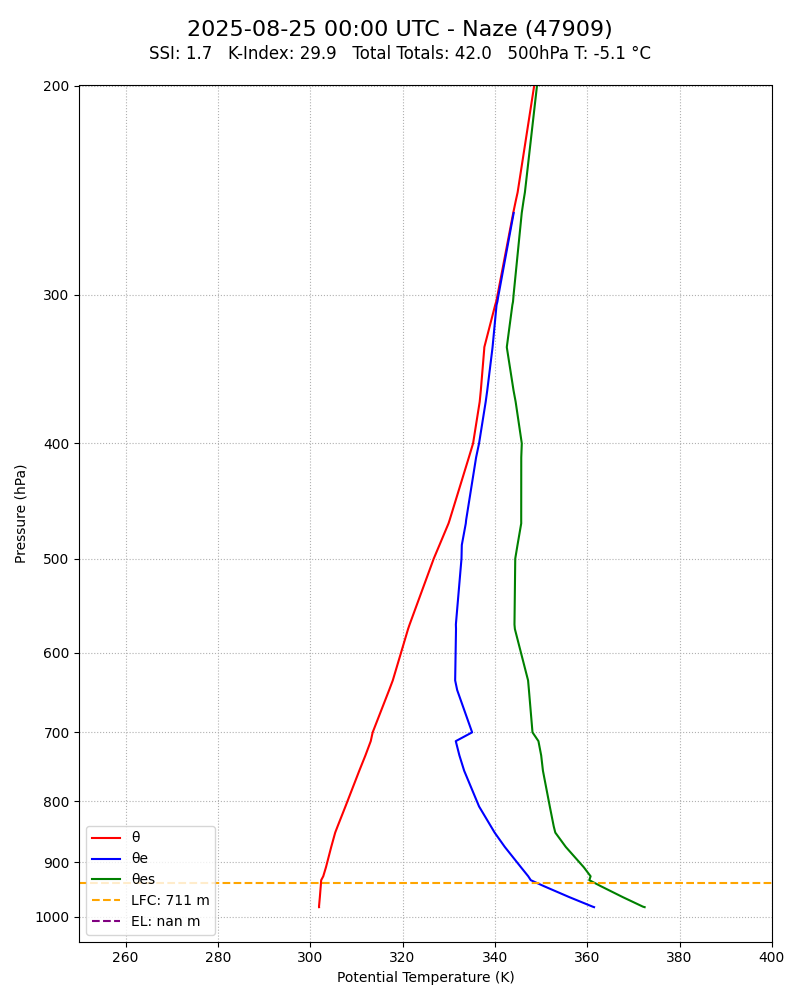 2025-08-25 00:00 UTC - Naze (47909)
SSI: 1.7   K-Index: 29.9   Total Totals: 42.0   500hPa T: -5.1 °C
200
300
400
500
600
700
800
900
1000
Pressure (hPa)
θ
θe
θes
LFC: 711 m
EL: nan m
260 280 300 320 340 360 380 400
Potential Temperature (K)